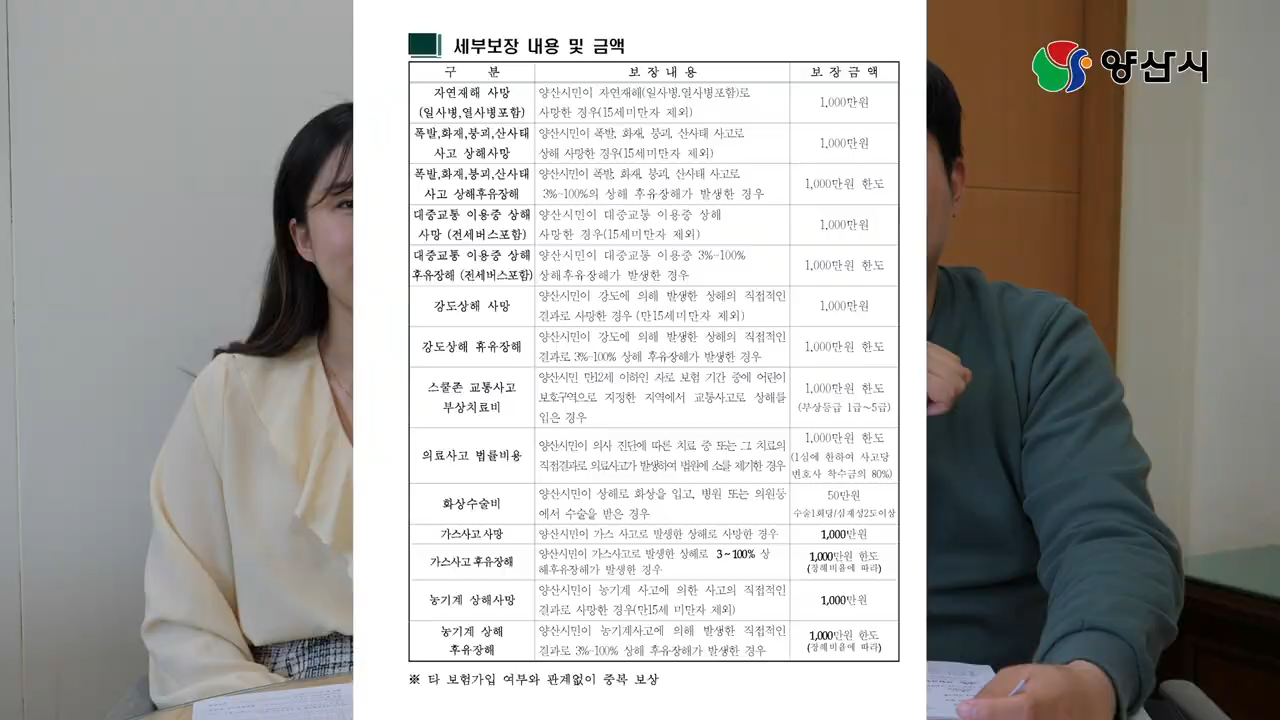 양산시
세부보장 내용 및 금액
구 분 보장내용 보장금액
자연재해 사망
(일사병,열사병포함)
양산시민이 자연재해(일사병.열사병포함)로
사망한 경우(15세미만자 제외)
1,000만원
폭발,화재,붕괴,산사태
사고 상해사망
양산시민이 폭발, 화재, 붕괴, 산사태 사고로
상해 사망한 경우(15세미만자 제외)
1,000만원
폭발,화재,붕괴,산사태
사고 상해후유장해
양산시민이 폭발, 화재, 붕괴, 산사태 사고로
3%~100%의 상해 후유장해가 발생한 경우
1,000만원 한도
대중교통 이용중 상해
사망 (전세버스포함)
양산시민이 대중교통 이용중 상해
사망한 경우(15세미만자 제외)
1,000만원
대중교통 이용중 상해
후유장해 (전세버스포함)
양산시민이 대중교통 이용중 3%~100%
상해후유장해가 발생한 경우
1,000만원 한도
강도상해 사망
양산시민이 강도에 의해 발생한 상해의 직접적인
결과로 사망한 경우 (만15세미만자 제외)
1,000만원
강도상해 휴유장해
양산시민이 강도에 의해 발생한 상해의 직접적인
결과로 3%~100% 상해 후유장해가 발생한 경우
1,000만원 한도
스쿨존 교통사고
부상치료비
양산시민 만12세 이하인 자로 보험 기간 중에 어린이
보호구역으로 지정한 지역에서 교통사고로 상해를
입은 경우
1,000만원 한도
(부상등급 1급~5급)
의료사고 법률비용
양산시민이 의사 진단에 따른 치료 중 또는 그 치료의
직접결과로 의료사고가 발생하여 법원에 소를 제기한 경우
1,000만원 한도
(1심에 한하여 사고당
변호사 착수금의 80%)
화상수술비
양산시민이 상해로 화상을 입고, 병원 또는 의원등
에서 수술을 받은 경우
50만원
수술1회당/심재성2도이상
가스사고 사망
양산시민이 가스 사고로 발생한 상해로 사망한 경우
1,000만원
가스사고 후유장해
양산시민이 가스사고로 발생한 상해로 3~100% 상
해후유장해가 발생한 경우
1,000만원 한도
(장해비율에 따라)
농기계 상해사망
양산시민이 농기계 사고에 의한 사고의 직접적인
결과로 사망한 경우(만15세 미만자 제외)
1,000만원
농기계 상해
후유장해
양산시민이 농기계사고에 의해 발생한 직접적인
결과로 3%~100% 상해 후유장해가 발생한 경우
1,000만원 한도
(장해비율에 따라)
※ 타 보험가입 여부와 관계없이 중복 보상